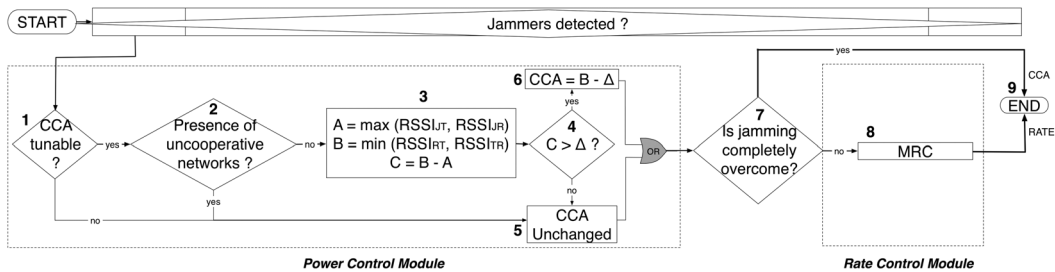 START
Jammers detected ?
1
CCA
tunable
?
yes
no
2
Presence of
uncooperative
networks ?
no
yes
3
A = max (RSSIJT, RSSIJR)
B = min (RSSIRT, RSSITR)
C = B - A
4
C > Δ ?
yes
no
6
CCA = B - Δ
5
CCA
Unchanged
OR
7
Is jamming
completely
overcome?
yes
no
8
MRC
9
END
CCA
RATE
Power Control Module
Rate Control Module